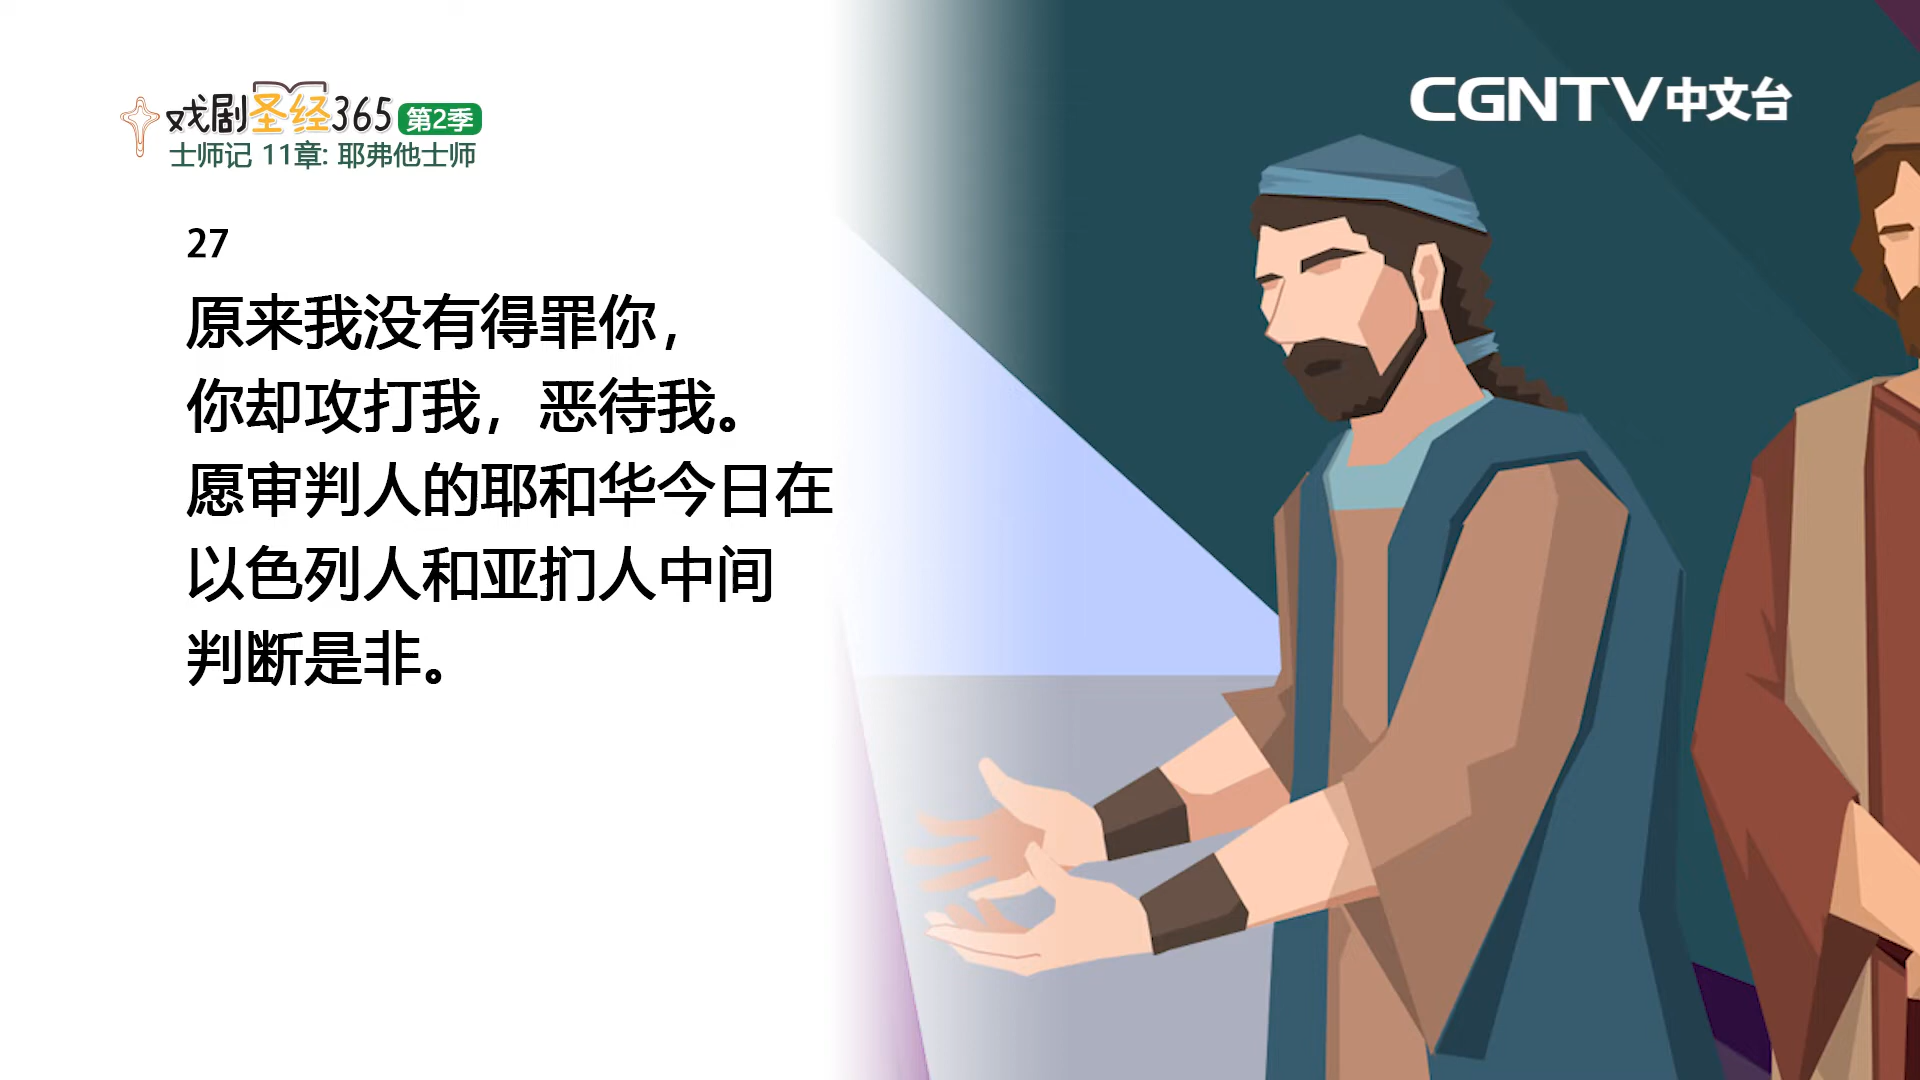 戏剧圣经365 第2季
士师记 11章: 耶弗他士师
CGNTV中文台
27
原来我没有得罪你，
你却攻打我，恶待我。
愿审判人的耶和华今日在
以色列人和亚扪人中间
判断是非。